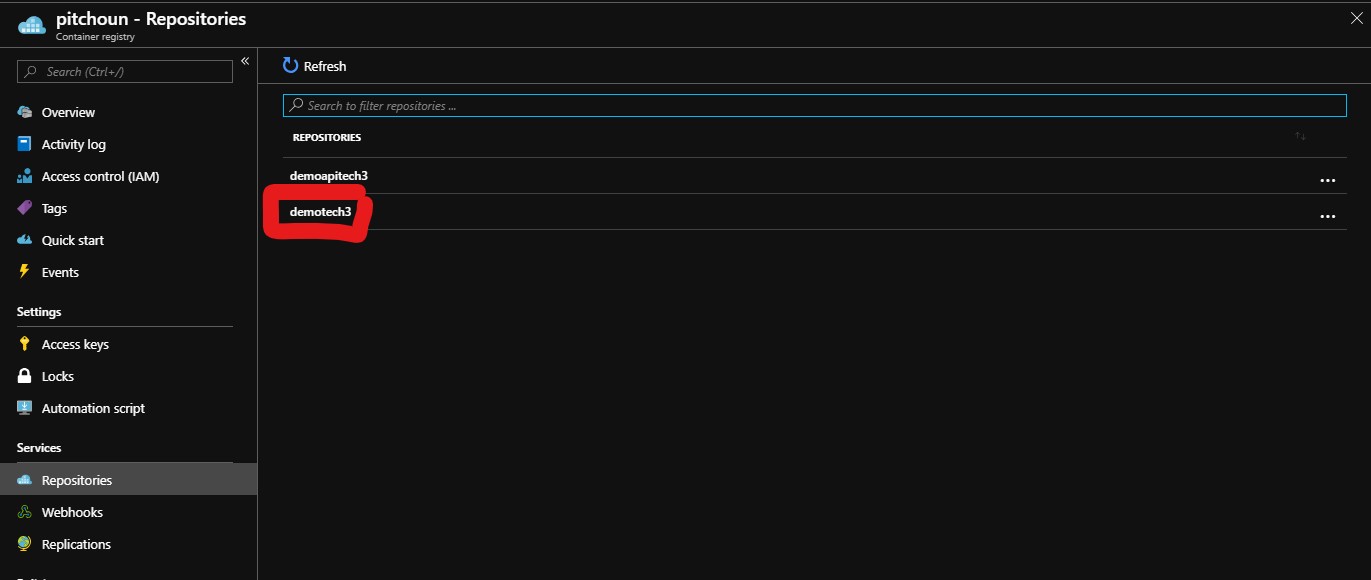 pitchoun - Repositories
Container registry
Search (Ctrl+/)
Overview
Activity log
Access control (IAM)
Tags
Quick start
Events
Settings
Access keys
Locks
Automation script
Services
Repositories
Webhooks
Replications
Refresh
Search to filter repositories ...
REPOSITORIES
demoapitech3
demotech3